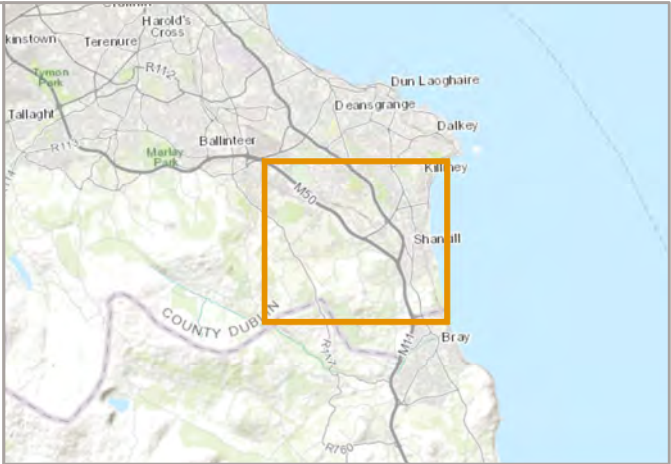 Harold's
Cross
kinstown
Terenure
R112
Tymon
Park
Dun Laoghaire
Deansgrange
Tallaght
Dalkey
Ballinteer
Marlay
Park
Killiney
M50
Shankill
COUNTY DUBLIN
Bray
R117
M11
R760